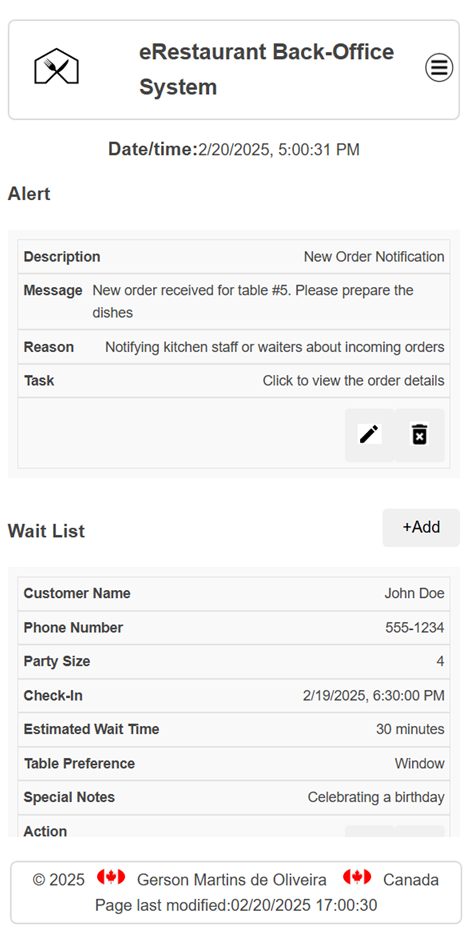 eRestaurant Back-Office
System
Date/time:2/20/2025, 5:00:31 PM
Alert
Description New Order Notification
Message New order received for table #5. Please prepare the
dishes
Reason Notifying kitchen staff or waiters about incoming orders
Task Click to view the order details
Wait List +Add
Customer Name John Doe
Phone Number 555-1234
Party Size 4
Check-In 2/19/2025, 6:30:00 PM
Estimated Wait Time 30 minutes
Table Preference Window
Special Notes Celebrating a birthday
Action
© 2025 Gerson Martins de Oliveira Canada
Page last modified:02/20/2025 17:00:30